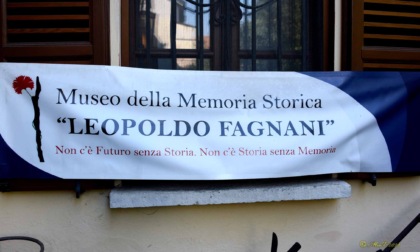 Museo della Memoria Storica
"LEOPOLDO FAGNANI"
Non c'è Futuro senza Storia. Non c'è Storia senza Memoria